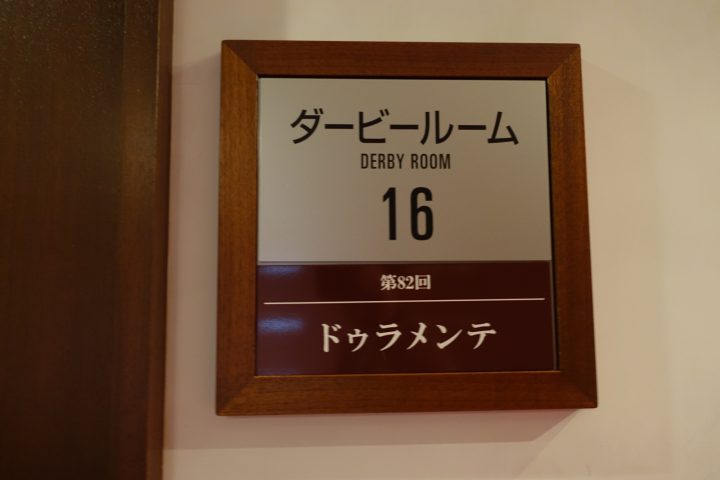 ダービールーム
DERBY ROOM
16
第82回
ドゥラメンテ